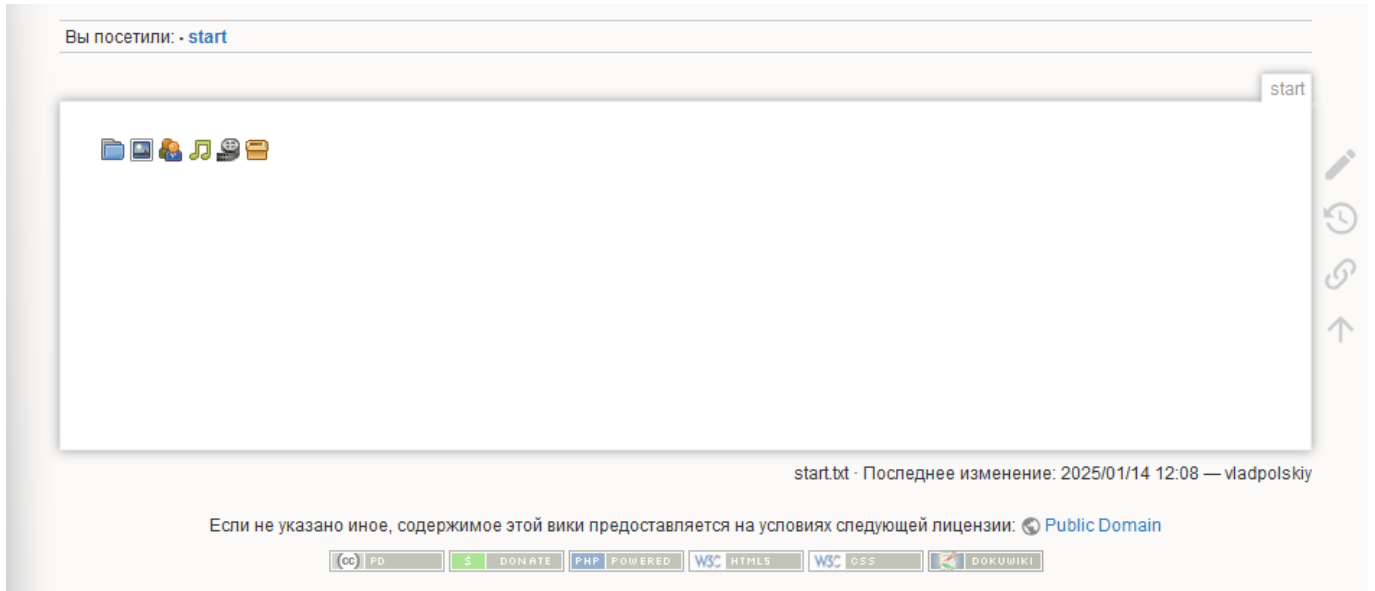 Вы посетили: • start
start
start.txt · Последнее изменение: 2025/01/14 12:08 — vladpolskiy
Если не указано иное, содержимое этой вики предоставляется на условиях следующей лицензии: Public Domain
(cc) PD $ DONATE PHP POWERED W3C HTML5 W3C CSS DOKUWIKI